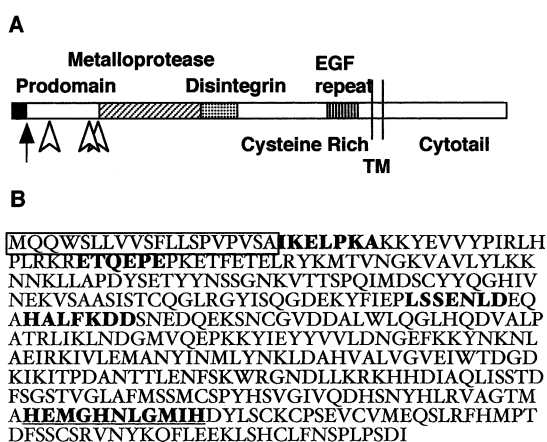 A
Metalloprotease
EGF
Prodomain Disintegrin repeat
Cysteine Rich Cytotail
TM
B
MQQWSLLVVSFLLSPVPVSAIKELPKAKKYEVVYPIRLH
PLRKRETQEPEPKETFETELRYKMTVNGKVAVLYLKK
NNKLLAPDYSETYYNSSGNKVTTSPQIMDSCYYQGHIV
NEKVSAASISTCQGLRGYISQGDEKYFIEPLSSENLDEQ
AHALFKDDSNEDQEKSNCGVDDALWLQGLHQDVALP
ATRLIKLNDGMVQEPKKYIEYYVVLDNGEFKKYNKNL
AEIRKIVLEMANYINMLYNKLDAHVALVGVEIWTDGD
KIKITPDANTTLENFSKWRGNDLLKRKHHDIAQLISSTD
FSGSTVGLAFMSSMCSPYHSVGIVQDHSNYHLRVAGTM
AHEMGHNLGMIHDYLSCKCPSEVCVMEQSLRFHMPT
DFSSCSRVNYKQFLEEKLSHCLFNSPLPSDI